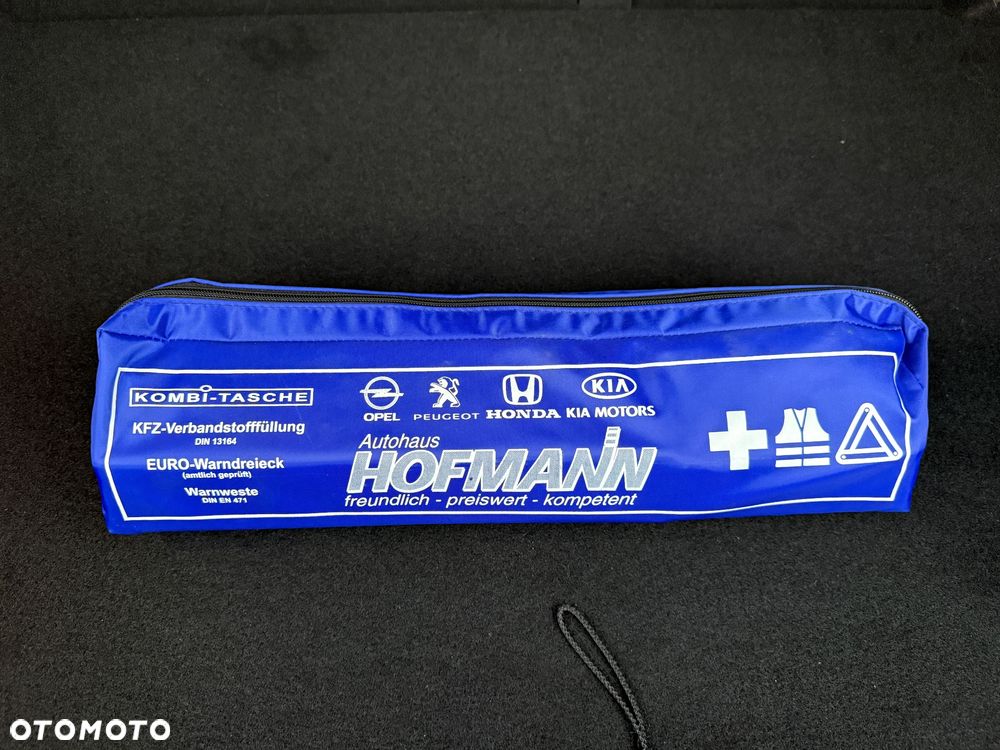 KOMBI-TASCHE
KFZ-Verbandstofffüllung
DIN 13164
EURO-Warndreieck
(amtlich geprüft)
Warnweste
DIN EN 471
OPEL
PEUGEOT
HONDA
KIA
KIA MOTORS
Autohaus
HOFMANN
freundlich - preiswert - kompetent
OTOMOTO